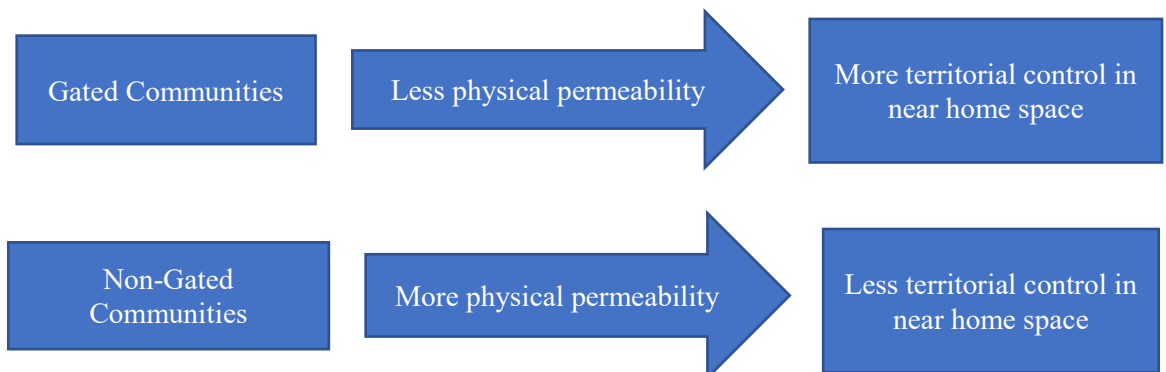 Gated Communities
Less physical permeability
More territorial control in
near home space
Non-Gated
Communities
More physical permeability
Less territorial control in
near home space